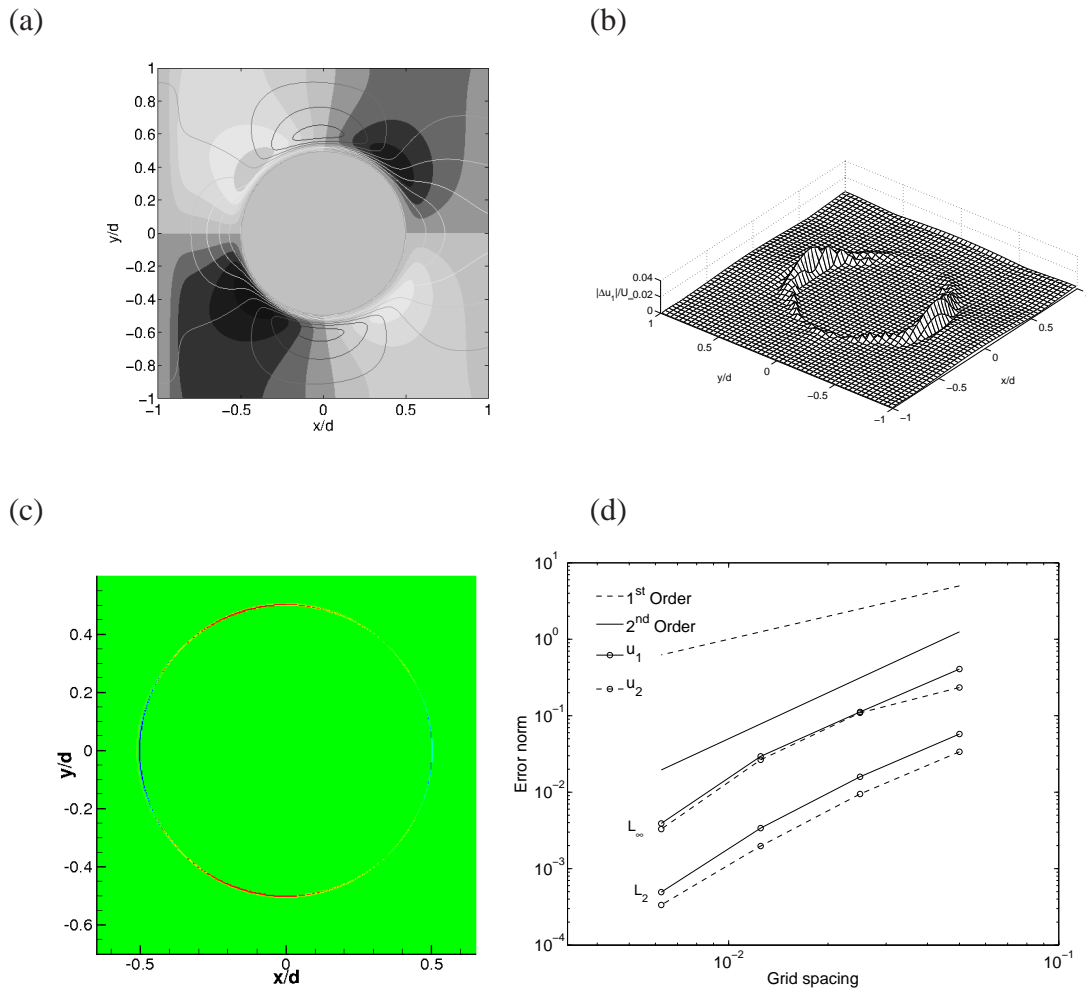 (a)
(b)
1
0.8
0.6
0.4
0.2
0
−0.2
−0.4
−0.6
−0.8
−1
y/d
−1
−0.5
0
0.5
1
x/d
0.04
0.02
0
|Δu1|/U∞
1
0.5
0
−0.5
−1
y/d
−1
−0.5
0
0.5
1
x/d
(c)
(d)
0.4
0.2
0
-0.2
-0.4
-0.6
y/d
-0.5
0
0.5
x/d
10^1
10^0
10^−1
10^−2
10^−3
10^−4
Error norm
1st Order
2nd Order
u1
u2
L∞
L2
10^−2
10^−1
Grid spacing